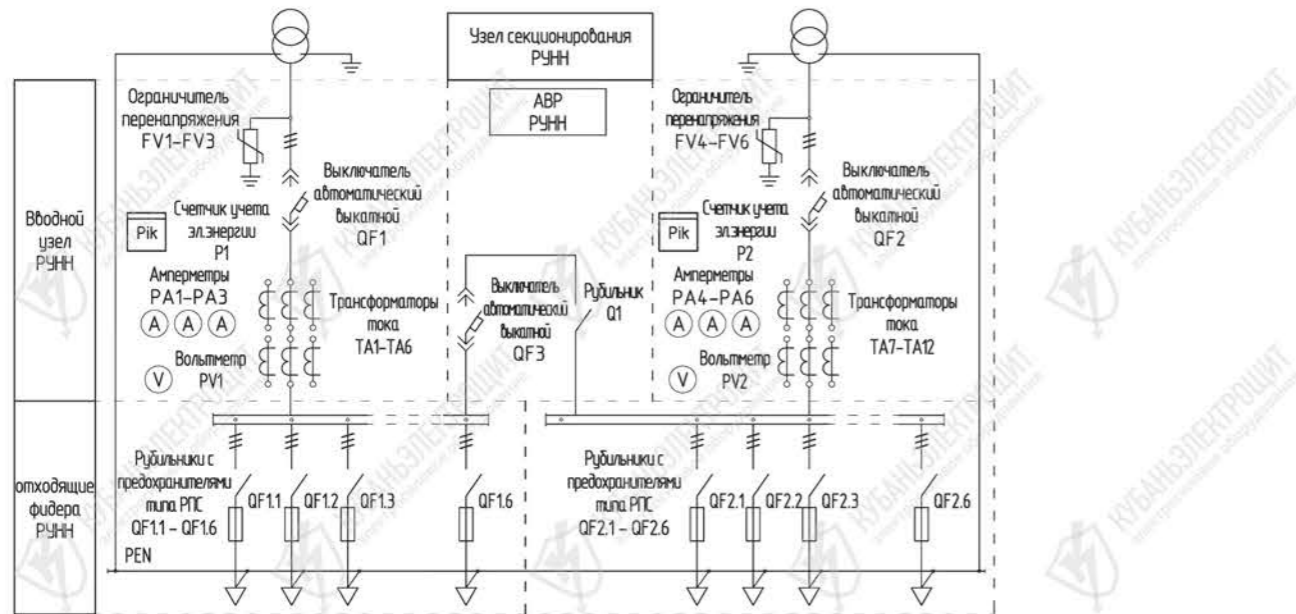 Узел секционирования
РУНН
АВР
РУНН
Ограничитель
перенапряжения
FV1-FV3
Ограничитель
перенапряжения
FV4-FV6
Вводной
узел
РУНН
Выключатель
автоматический
выкатной
QF1
Выключатель
автоматический
выкатной
QF2
Pik
Счетчик учета
эл.энергии
P1
Pik
Счетчик учета
эл.энергии
P2
Амперметры
PA1-PA3
A A A
Трансформаторы
тока
TA1-TA6
Вольтметр
PV1
V
Выключатель
автоматический
выкатной
QF3
Рубильник
Q1
Амперметры
PA4-PA6
A A A
Трансформаторы
тока
TA7-TA12
Вольтметр
PV2
V
отходящие
фидера
РУНН
Рубильники с
предохранителями
типа РПС
QF1.1 - QF1.6
QF1.1
QF1.2
QF1.3
QF1.6
Рубильники с
предохранителями
типа РПС
QF2.1 - QF2.6
QF2.1
QF2.2
QF2.3
QF2.6
PEN
КУБАНЬЭЛЕКТРОЩИТ
электрощитовое оборудование